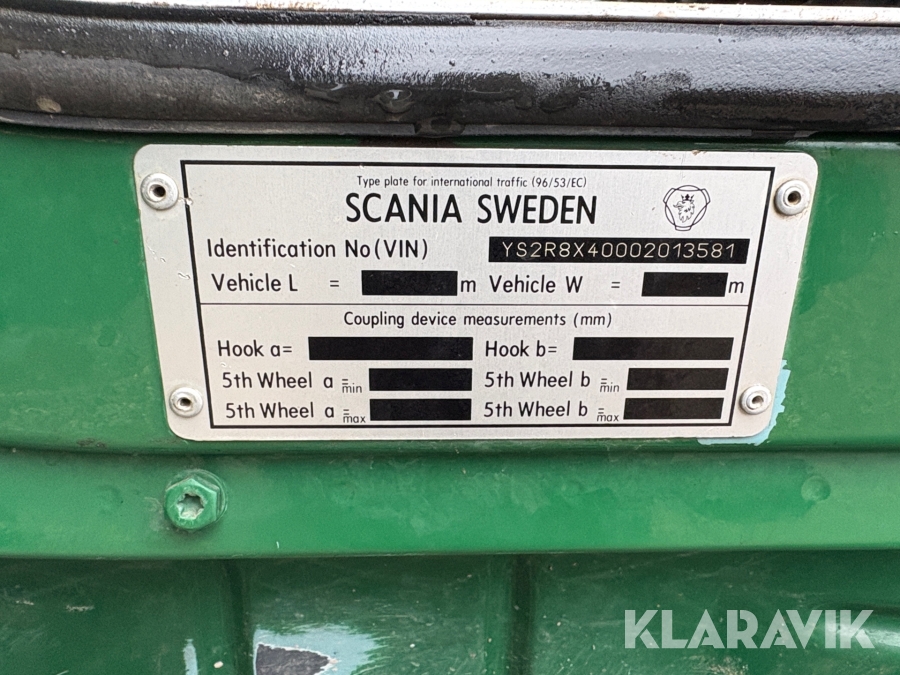 Type plate for international traffic (96/53/EC)
SCANIA SWEDEN
Identification No(VIN) YS2R8X40002013581
Vehicle L = m Vehicle W = m
Coupling device measurements (mm)
Hook a= Hook b=
5th Wheel a = min 5th Wheel b = min
5th Wheel a = max 5th Wheel b = max
KLARAVIK